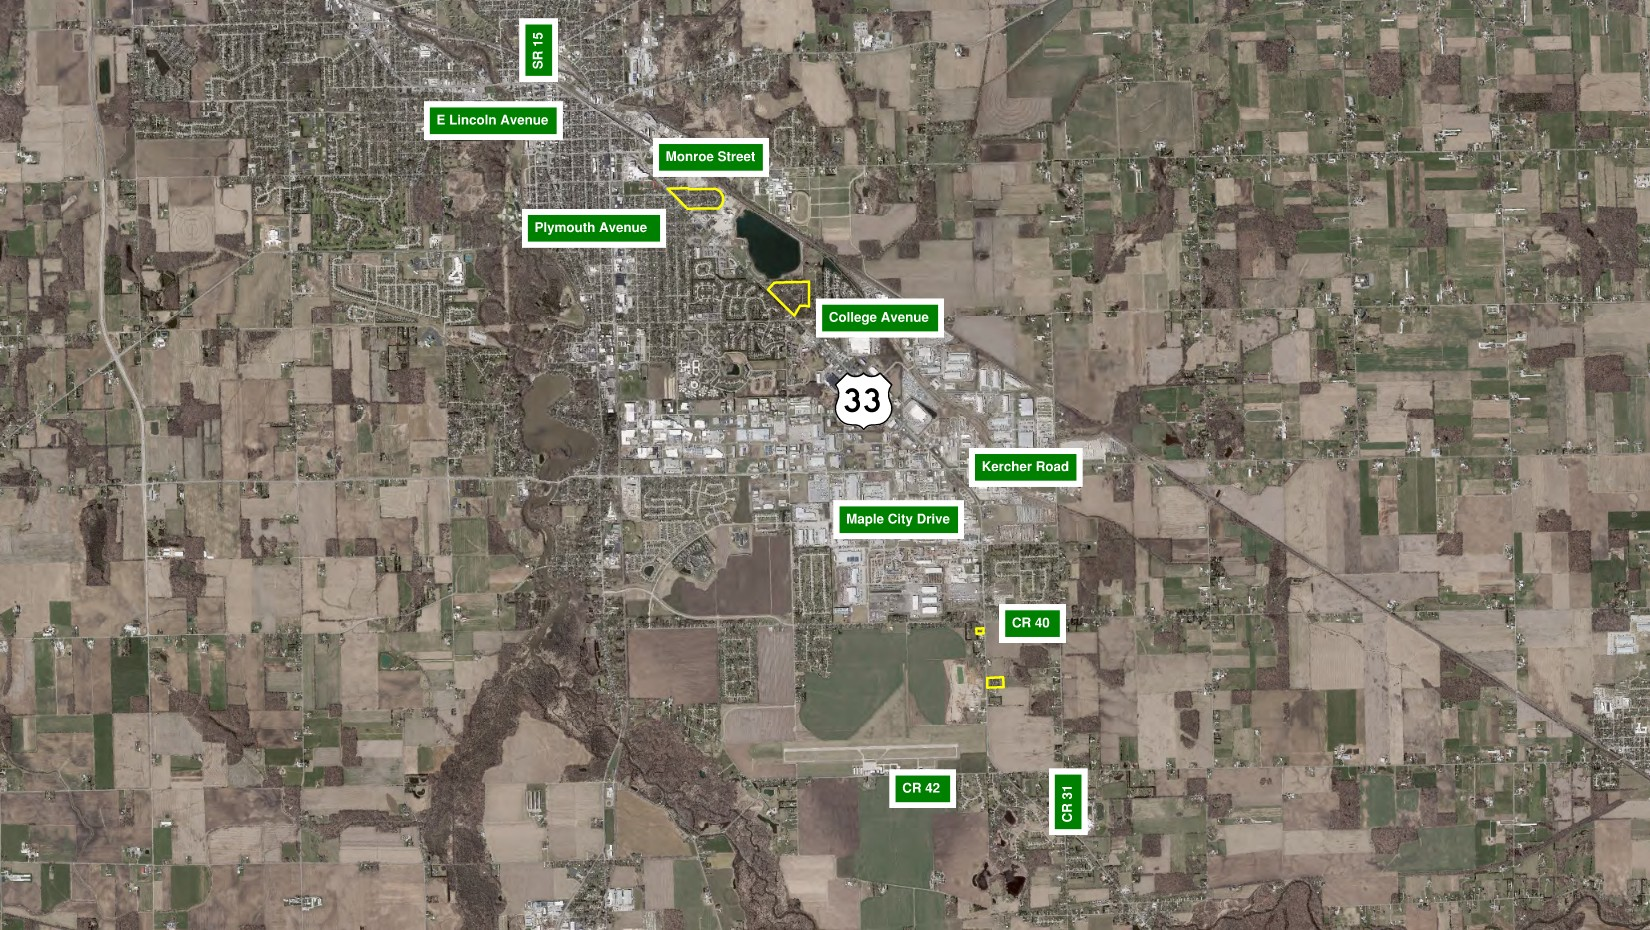 SR 15
E Lincoln Avenue
Monroe Street
Plymouth Avenue
College Avenue
33
Kercher Road
Maple City Drive
CR 40
CR 42
CR 31